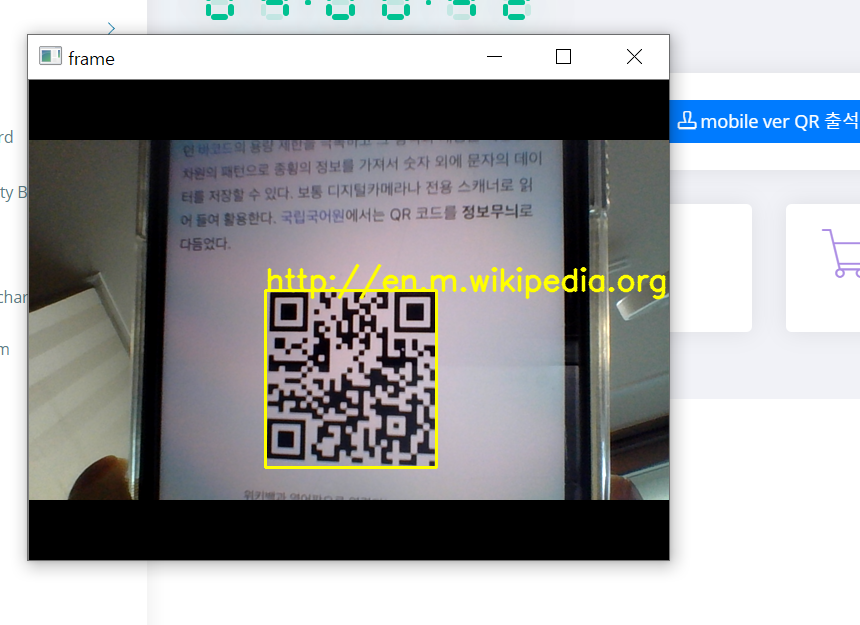 frame
mobile ver QR 출석
rd
ty B
char
m
던 바코드의 용량 제한을 극복하고 그
차원의 패턴으로 종횡의 정보를 가져서 숫자 외에 문자의 데이
터를 저장할 수 있다. 보통 디지털카메라나 전용 스캐너로 읽
어 들여 활용한다. 국립국어원에서는 QR 코드를 정보무늬로
다듬었다.
http://en.m.wikipedia.org